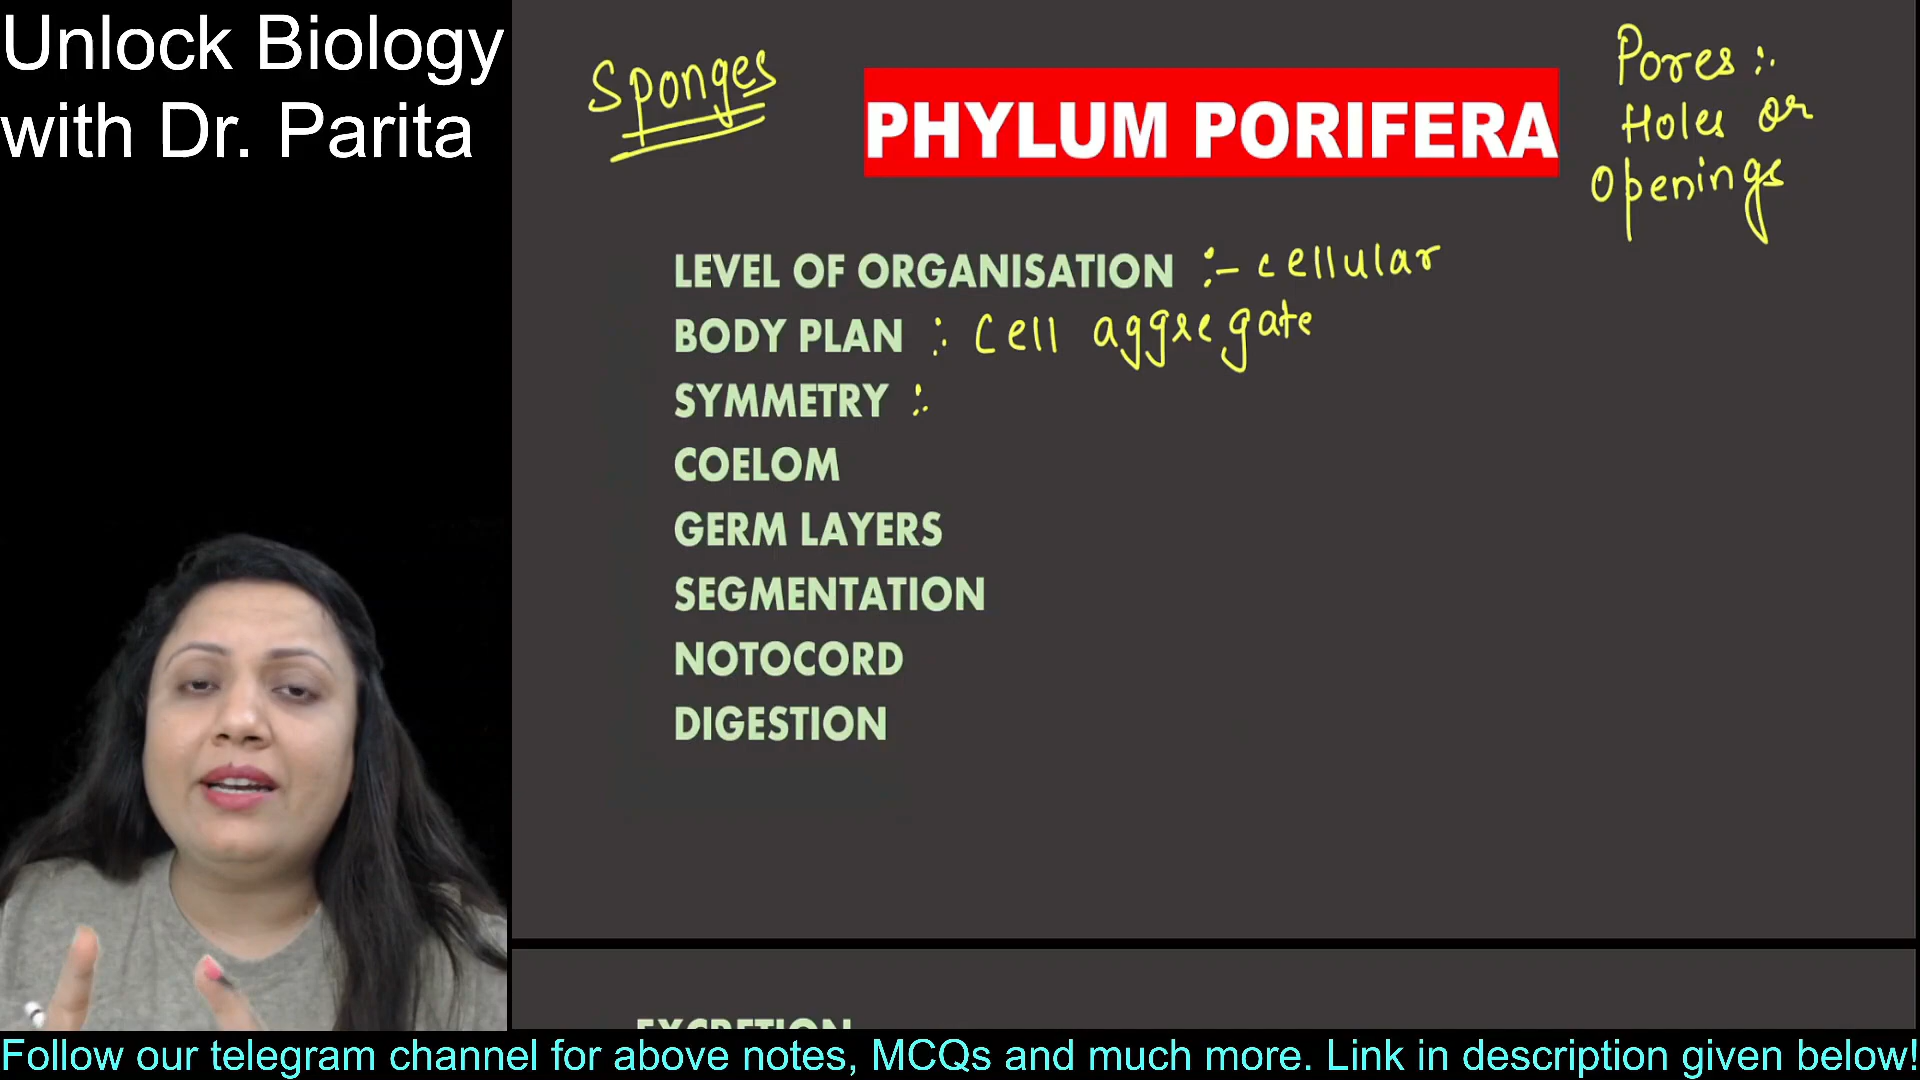 Unlock Biology
with Dr. Parita
Sponges
PHYLUM PORIFERA
Pores :.
Holes or
Openings
LEVEL OF ORGANISATION :- cellular
BODY PLAN :. Cell aggregate
SYMMETRY :.
COELOM
GERM LAYERS
SEGMENTATION
NOTOCORD
DIGESTION
EXCRETION
Follow our telegram channel for above notes, MCQs and much more. Link in description given below!